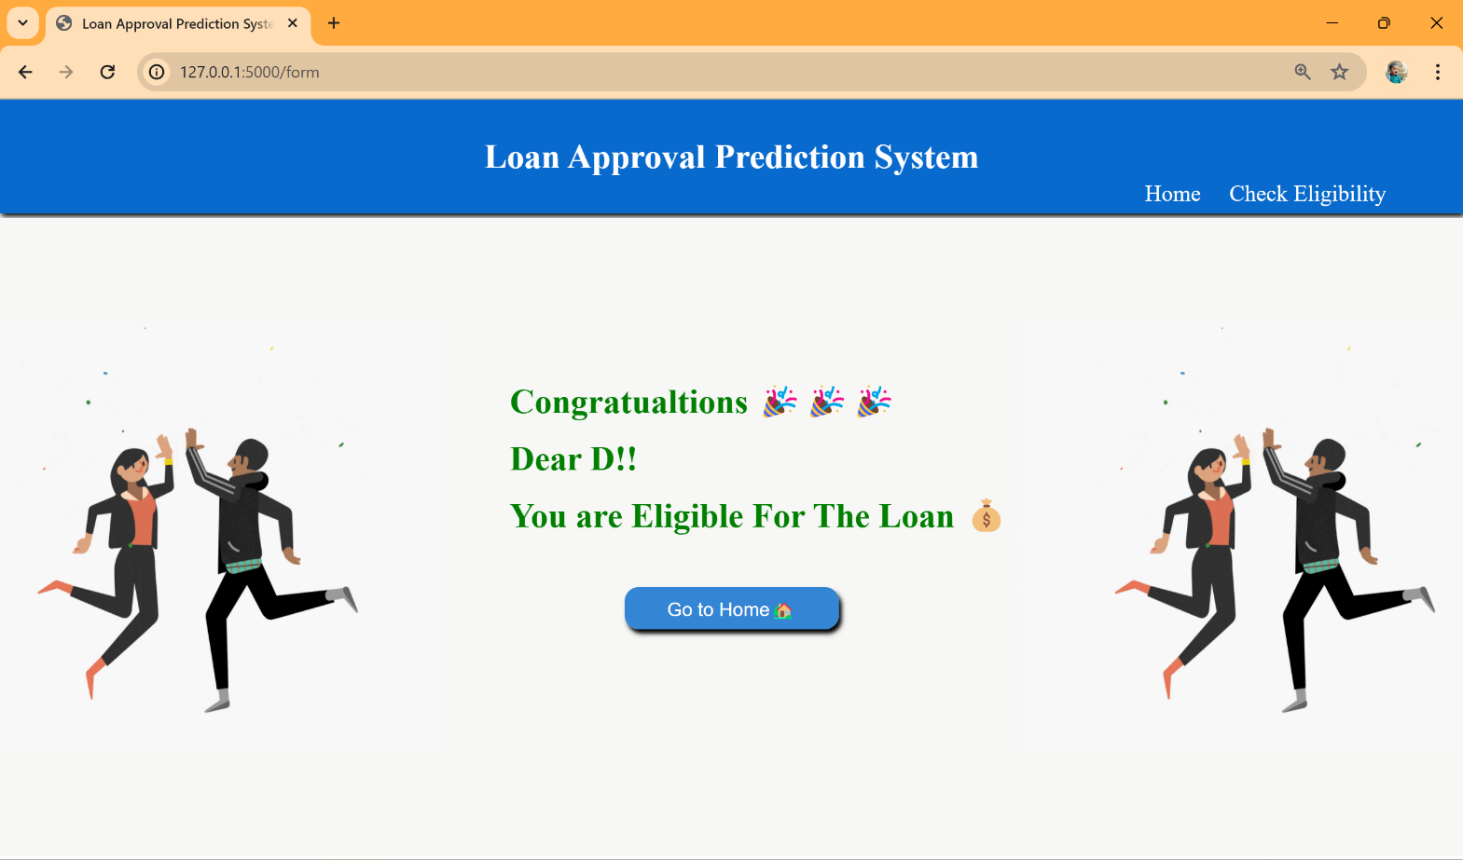 Loan Approval Prediction Syste
127.0.0.1:5000/form
Loan Approval Prediction System
Home Check Eligibility
Congratualtions 🎉 🎉 🎉
Dear D!!
You are Eligible For The Loan 💰
Go to Home 🏡